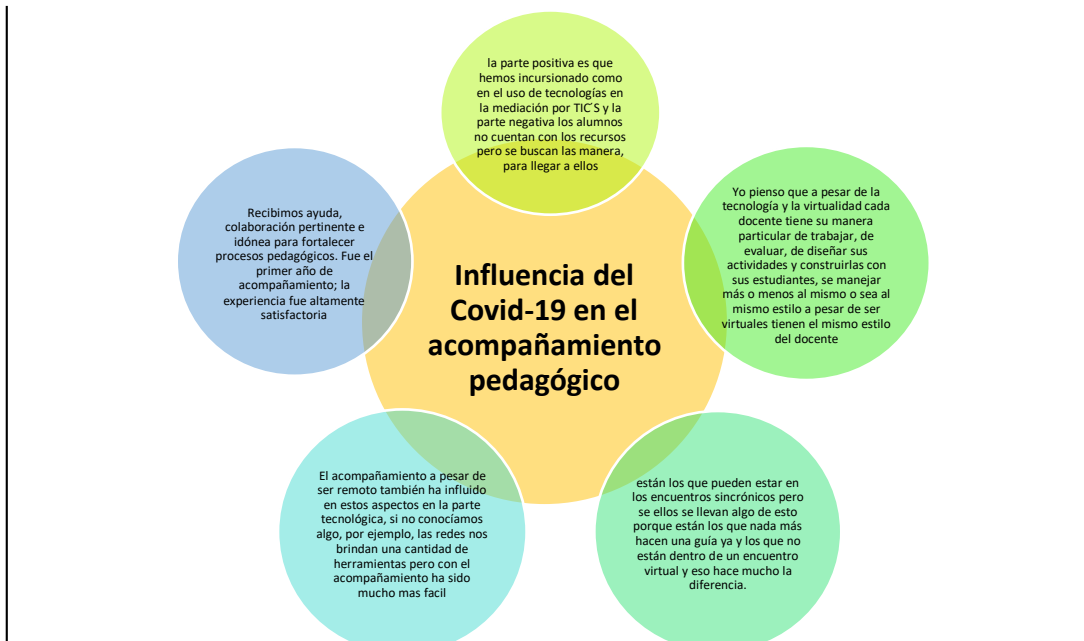 la parte positiva es que
hemos incursionado como
en el uso de tecnologías en
la mediación por TIC´S y la
parte negativa los alumnos
no cuentan con los recursos
pero se buscan las manera,
para llegar a ellos
Yo pienso que a pesar de la
tecnología y la virtualidad cada
docente tiene su manera
particular de trabajar, de
evaluar, de diseñar sus
actividades y construirlas con
sus estudiantes, se manejar
más o menos al mismo o sea al
mismo estilo a pesar de ser
virtuales tienen el mismo estilo
del docente
están los que pueden estar en
los encuentros sincrónicos pero
se ellos se llevan algo de esto
porque están los que nada más
hacen una guía ya y los que no
están dentro de un encuentro
virtual y eso hace mucho la
diferencia.
El acompañamiento a pesar de
ser remoto también ha influido
en estos aspectos en la parte
tecnológica, si no conocíamos
algo, por ejemplo, las redes nos
brindan una cantidad de
herramientas pero con el
acompañamiento ha sido
mucho mas facil
Recibimos ayuda,
colaboración pertinente e
idónea para fortalecer
procesos pedagógicos. Fue el
primer año de
acompañamiento; la
experiencia fue altamente
satisfactoria
Influencia del
Covid-19 en el
acompañamiento
pedagógico